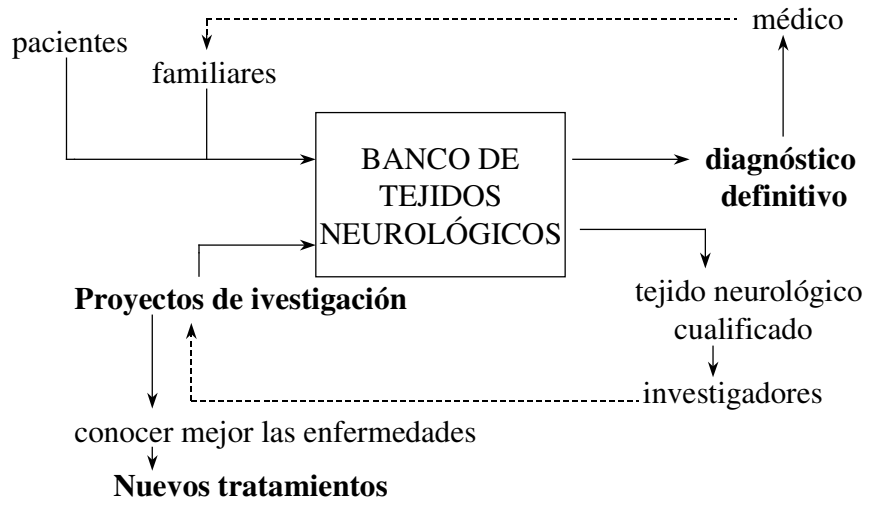 médico
pacientes
familiares
BANCO DE
TEJIDOS
NEUROLÓGICOS
diagnóstico
definitivo
Proyectos de ivestigación
tejido neurológico
cualificado
investigadores
conocer mejor las enfermedades
Nuevos tratamientos